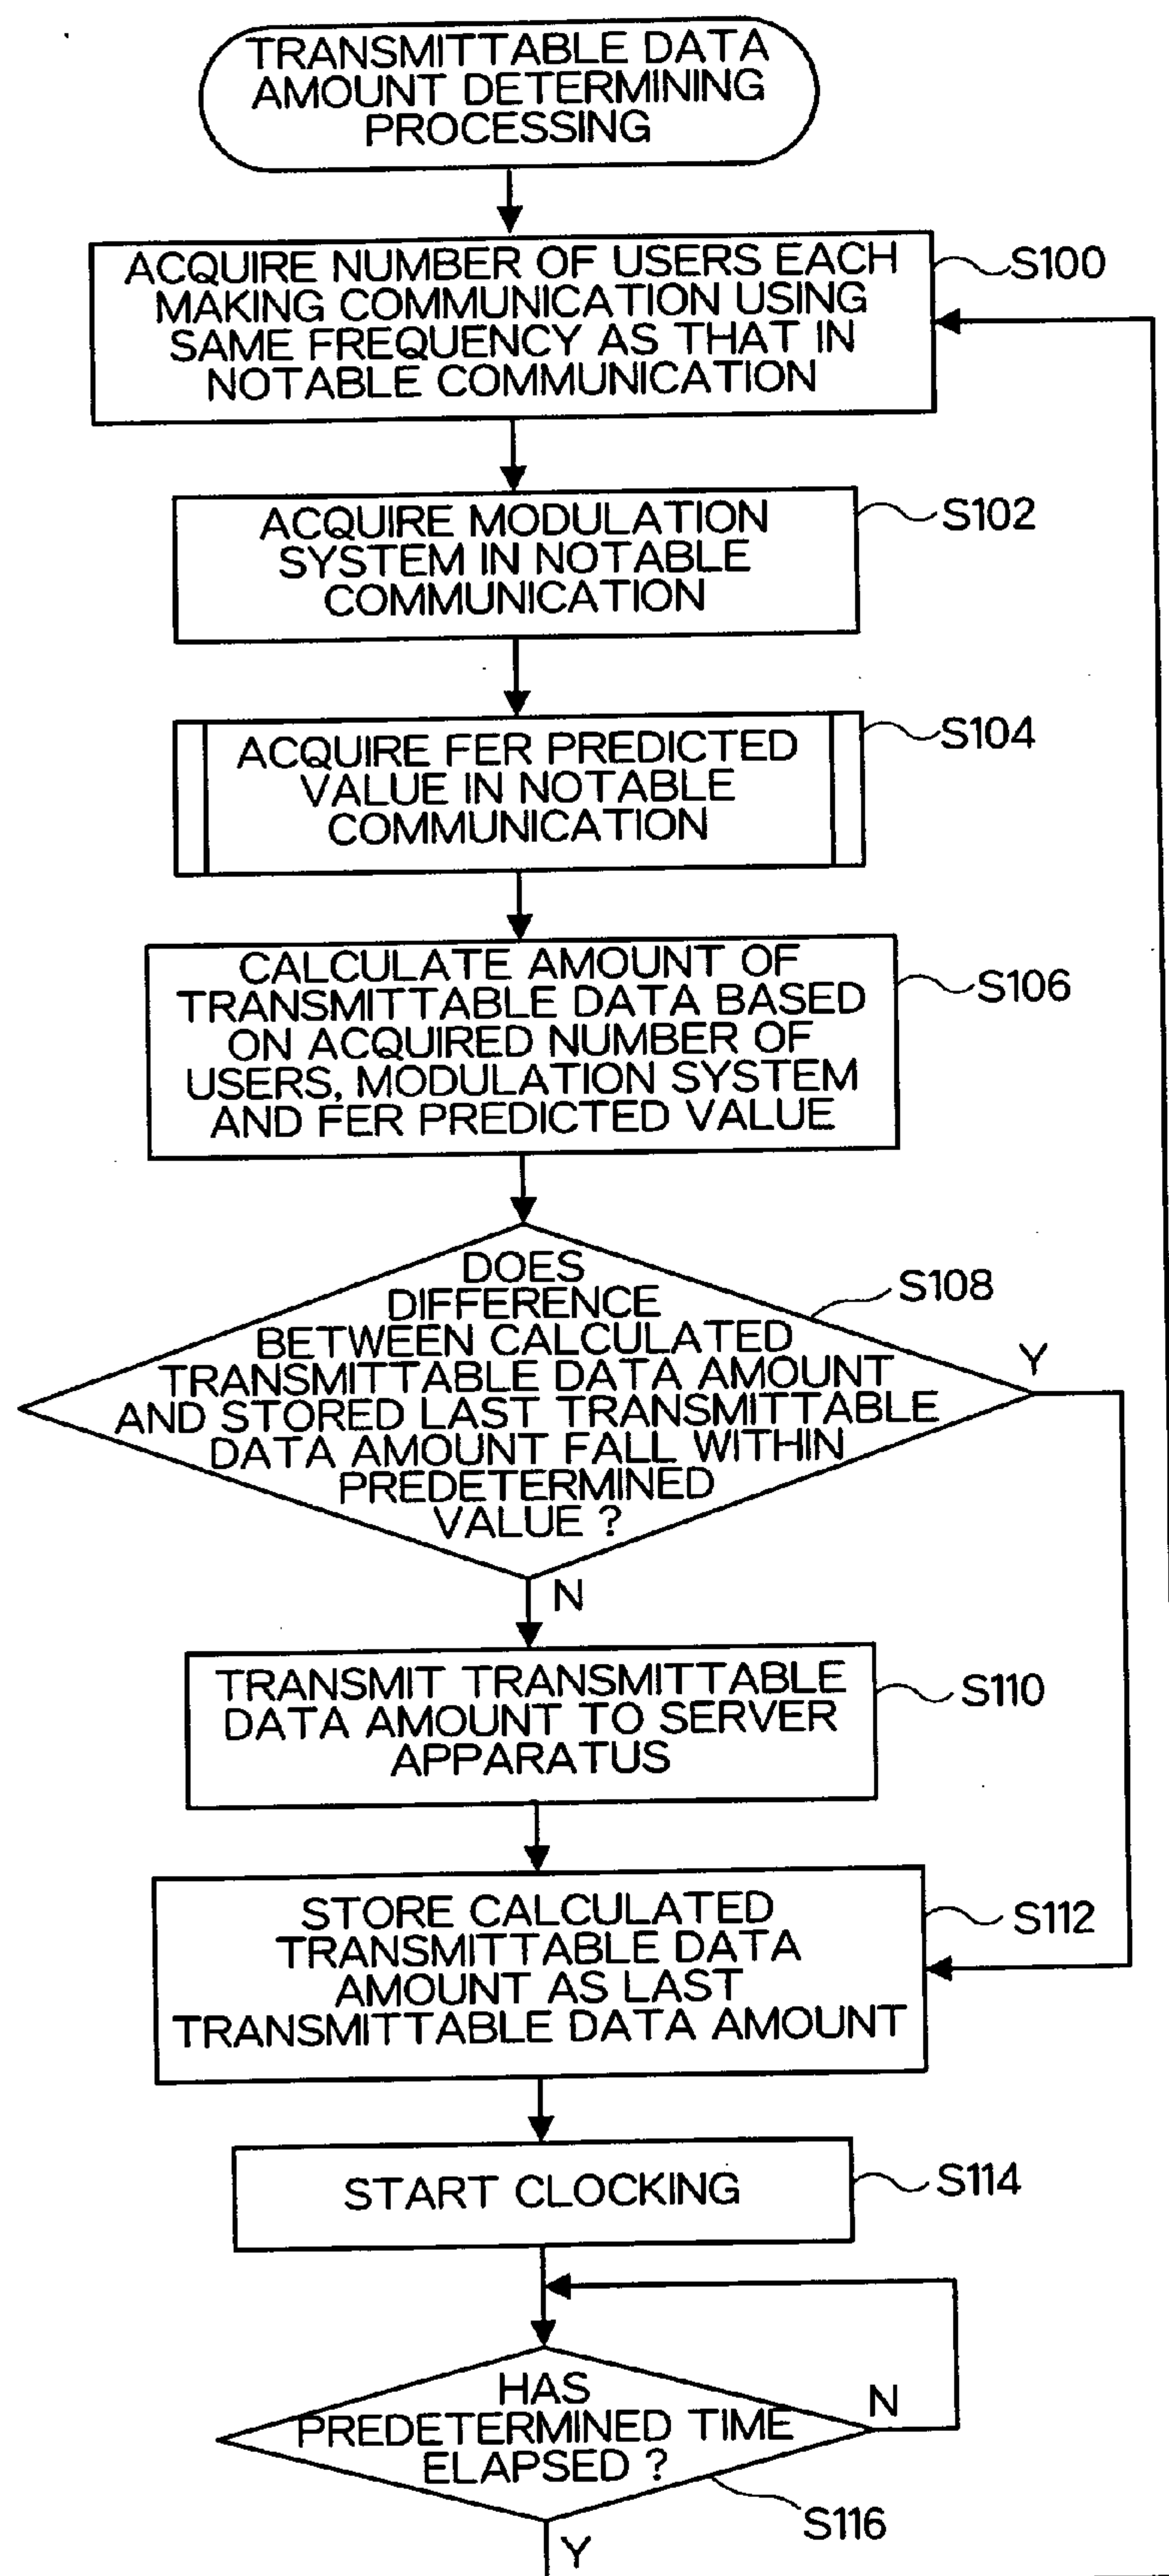 TRANSMITTABLE DATA
AMOUNT DETERMINING
PROCESSING
ACQUIRE NUMBER OF USERS EACH
MAKING COMMUNICATION USING
SAME FREQUENCY AS THAT IN
NOTABLE COMMUNICATION
S100
ACQUIRE MODULATION
SYSTEM IN NOTABLE
COMMUNICATION
S102
ACQUIRE FER PREDICTED
VALUE IN NOTABLE
COMMUNICATION
S104
CALCULATE AMOUNT OF
TRANSMITTABLE DATA BASED
ON ACQUIRED NUMBER OF
USERS, MODULATION SYSTEM
AND FER PREDICTED VALUE
S106
DOES
DIFFERENCE
BETWEEN CALCULATED
TRANSMITTABLE DATA AMOUNT
AND STORED LAST TRANSMITTABLE
DATA AMOUNT FALL WITHIN
PREDETERMINED
VALUE ?
S108
Y
N
TRANSMIT TRANSMITTABLE
DATA AMOUNT TO SERVER
APPARATUS
S110
STORE CALCULATED
TRANSMITTABLE DATA
AMOUNT AS LAST
TRANSMITTABLE DATA AMOUNT
S112
START CLOCKING
S114
HAS
PREDETERMINED TIME
ELAPSED ?
N
S116
Y